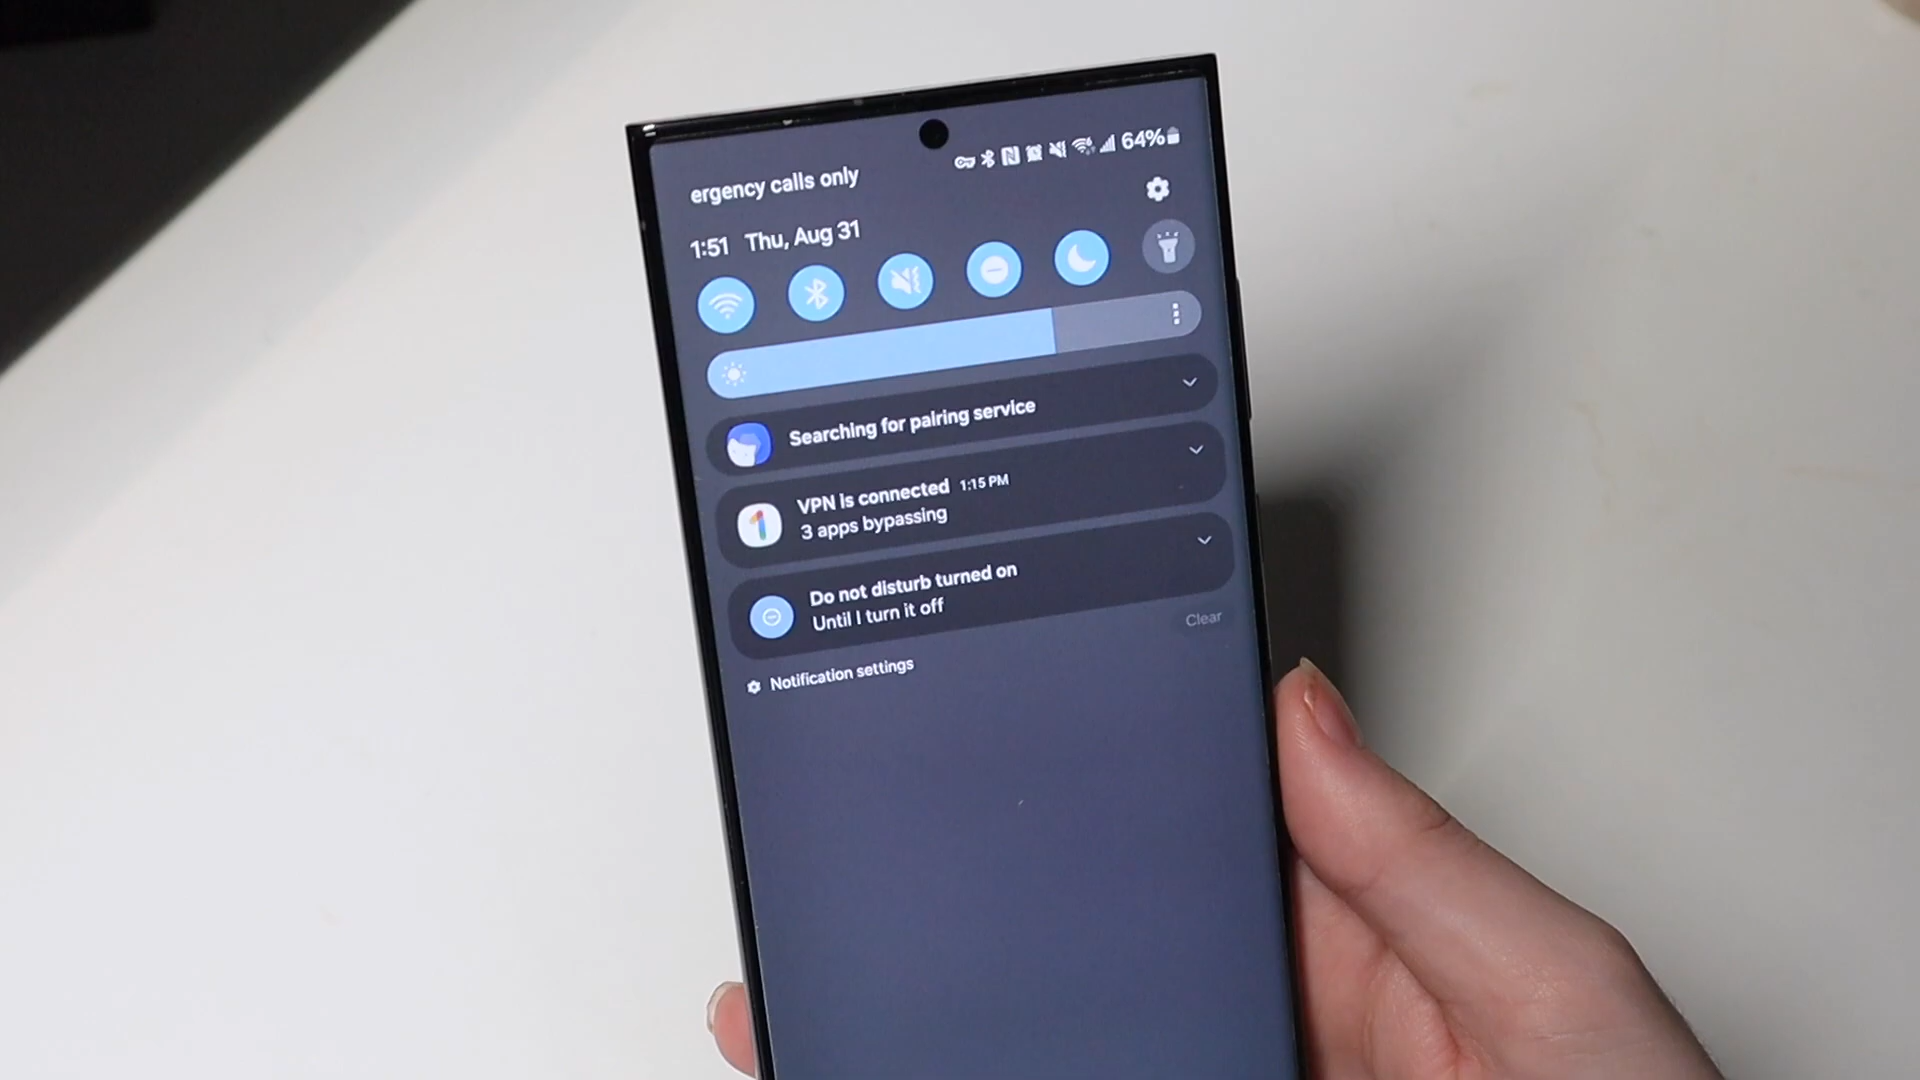 ergency calls only
64%
1:51 Thu, Aug 31
Searching for pairing service
VPN is connected 1:15 PM
3 apps bypassing
Do not disturb turned on
Until I turn it off
Clear
Notification settings